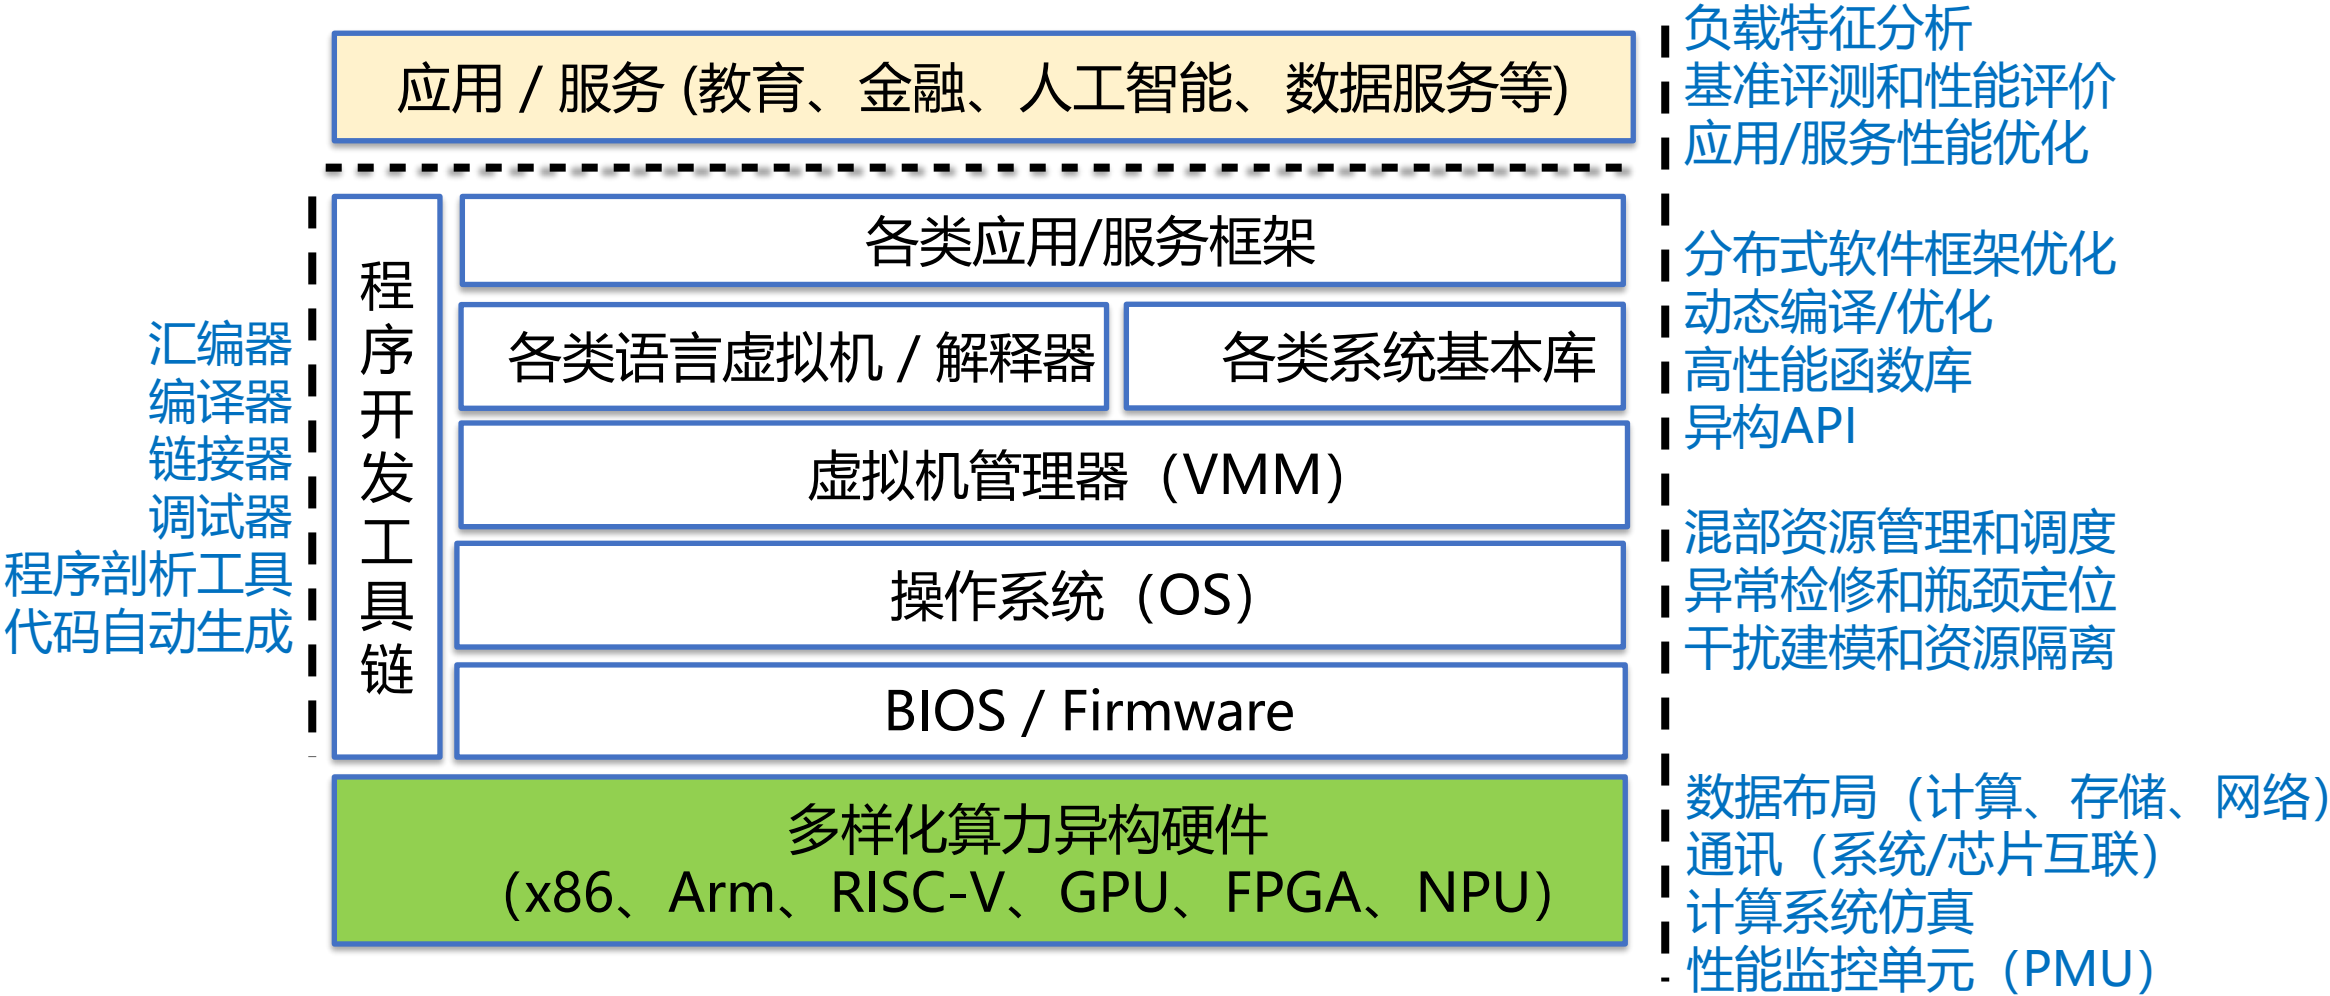 应用 / 服务 (教育、金融、人工智能、数据服务等)
负载特征分析
基准评测和性能评价
应用/服务性能优化
汇编器
编译器
链接器
调试器
程序剖析工具
代码自动生成
程序开发工具链
各类应用/服务框架
各类语言虚拟机 / 解释器
各类系统基本库
虚拟机管理器（VMM）
操作系统（OS）
BIOS / Firmware
分布式软件框架优化
动态编译/优化
高性能函数库
异构API
混部资源管理和调度
异常检修和瓶颈定位
干扰建模和资源隔离
多样化算力异构硬件
（x86、Arm、RISC-V、GPU、FPGA、NPU）
数据布局（计算、存储、网络）
通讯（系统/芯片互联）
计算系统仿真
性能监控单元（PMU）